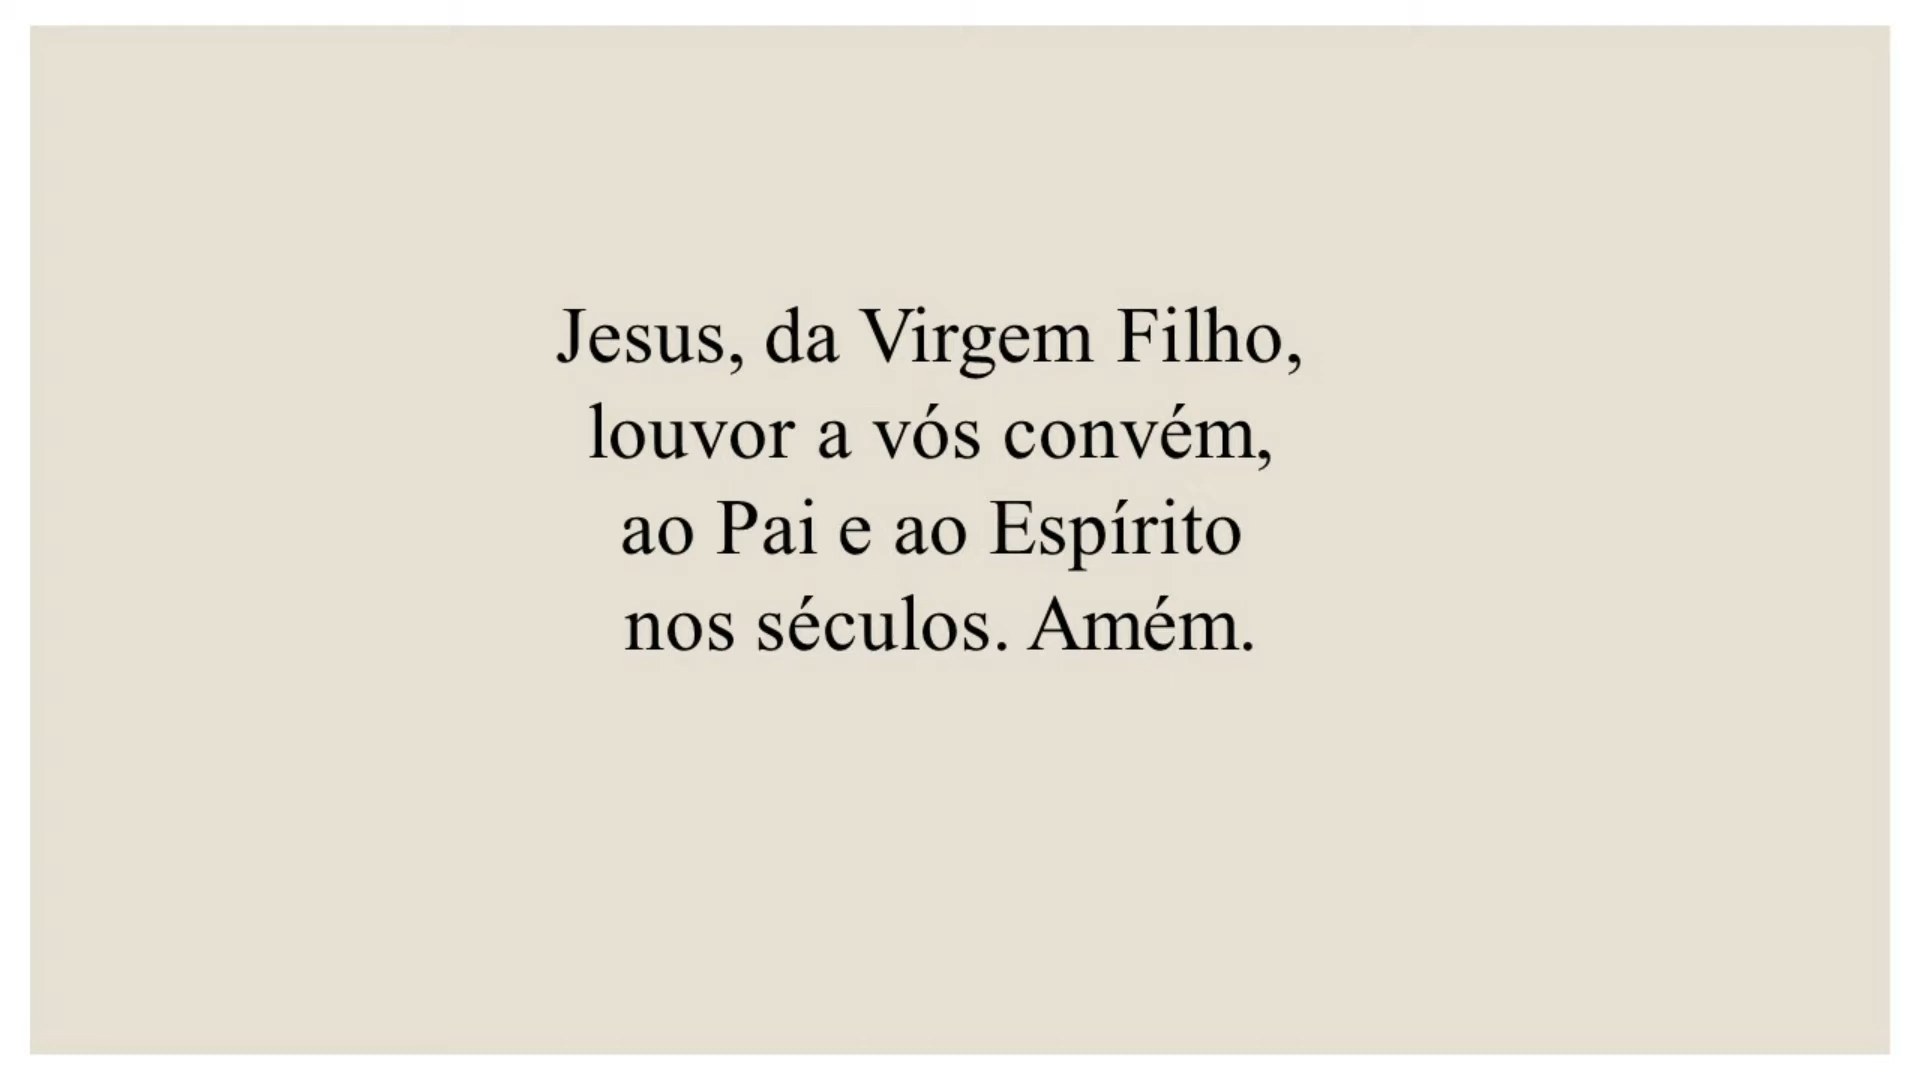 Jesus, da Virgem Filho,
louvor a vós convém,
ao Pai e ao Espírito
nos séculos. Amém.